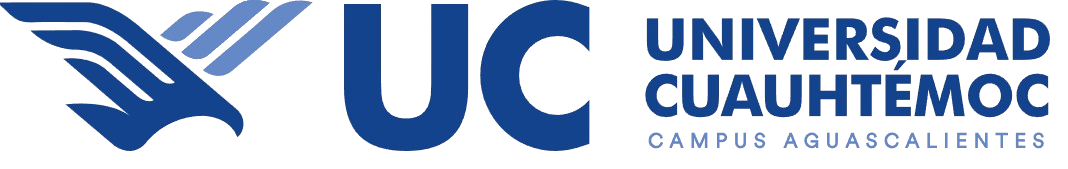 UC
UNIVERSIDAD
CUAUHTÉMOC
CAMPUS AGUASCALIENTES